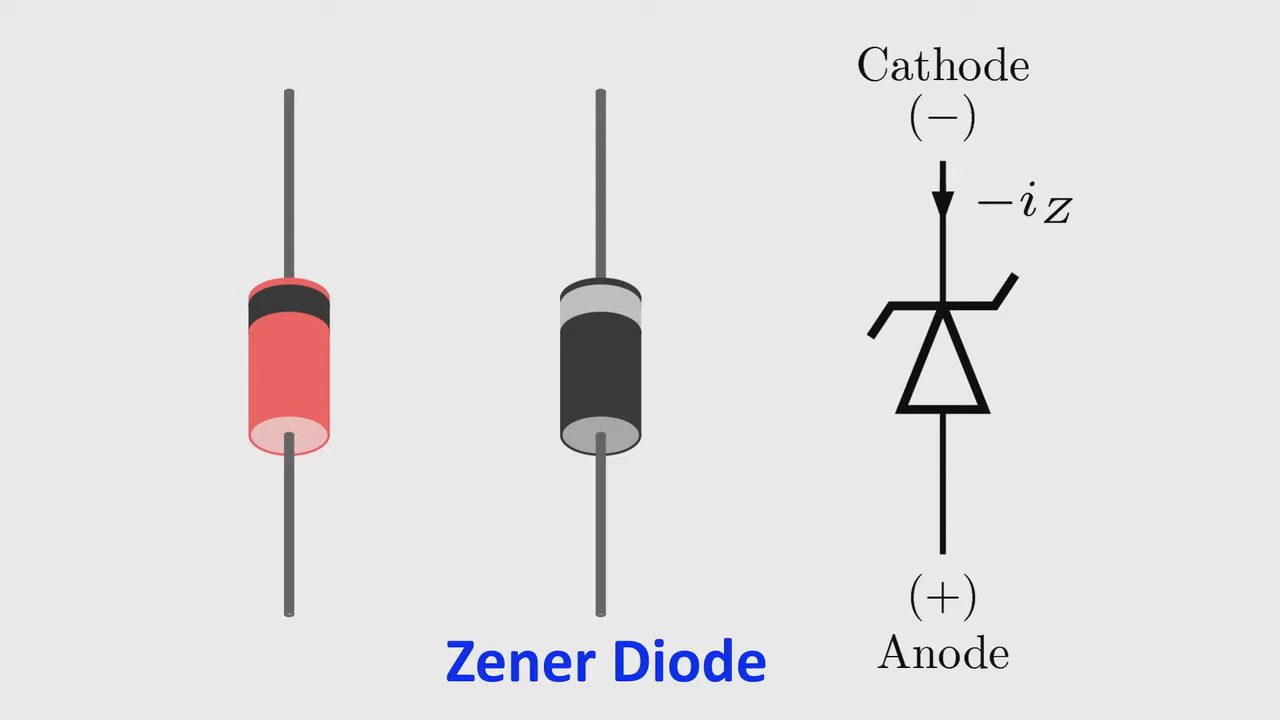 Cathode
(−)
−i_Z
(+)
Anode
Zener Diode